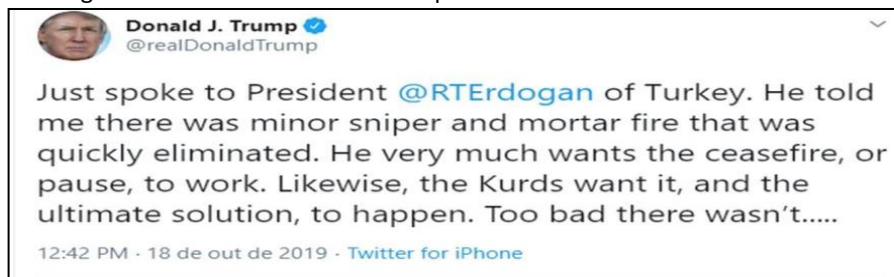 Donald J. Trump
@realDonaldTrump
Just spoke to President @RTErdogan of Turkey. He told
me there was minor sniper and mortar fire that was
quickly eliminated. He very much wants the ceasefire, or
pause, to work. Likewise, the Kurds want it, and the
ultimate solution, to happen. Too bad there wasn’t.....
12:42 PM · 18 de out de 2019 · Twitter for iPhone